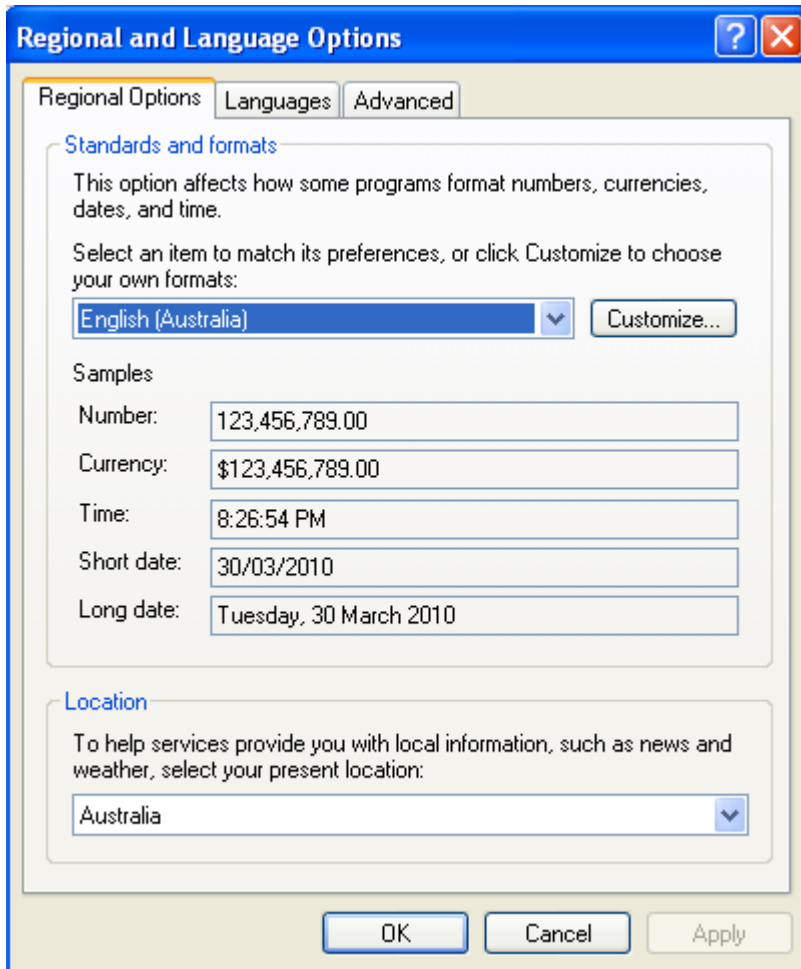 Regional and Language Options
Regional Options Languages Advanced
Standards and formats
This option affects how some programs format numbers, currencies,
dates, and time.
Select an item to match its preferences, or click Customize to choose
your own formats:
English (Australia) Customize...
Samples
Number: 123,456,789.00
Currency: $123,456,789.00
Time: 8:26:54 PM
Short date: 30/03/2010
Long date: Tuesday, 30 March 2010
Location
To help services provide you with local information, such as news and
weather, select your present location:
Australia
OK Cancel Apply